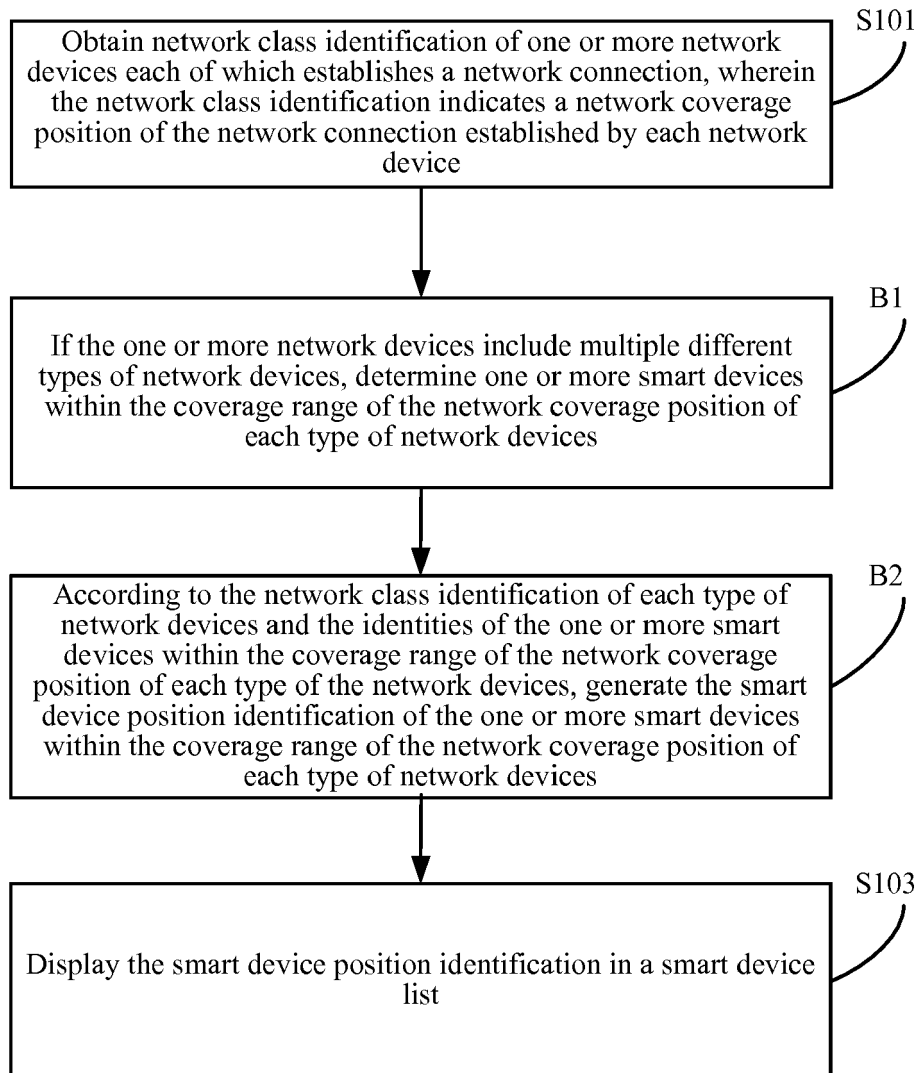 S101
Obtain network class identification of one or more network
devices each of which establishes a network connection, wherein
the network class identification indicates a network coverage
position of the network connection established by each network
device
B1
If the one or more network devices include multiple different
types of network devices, determine one or more smart devices
within the coverage range of the network coverage position of
each type of network devices
B2
According to the network class identification of each type of
network devices and the identities of the one or more smart
devices within the coverage range of the network coverage
position of each type of the network devices, generate the smart
device position identification of the one or more smart devices
within the coverage range of the network coverage position of
each type of network devices
S103
Display the smart device position identification in a smart device
list